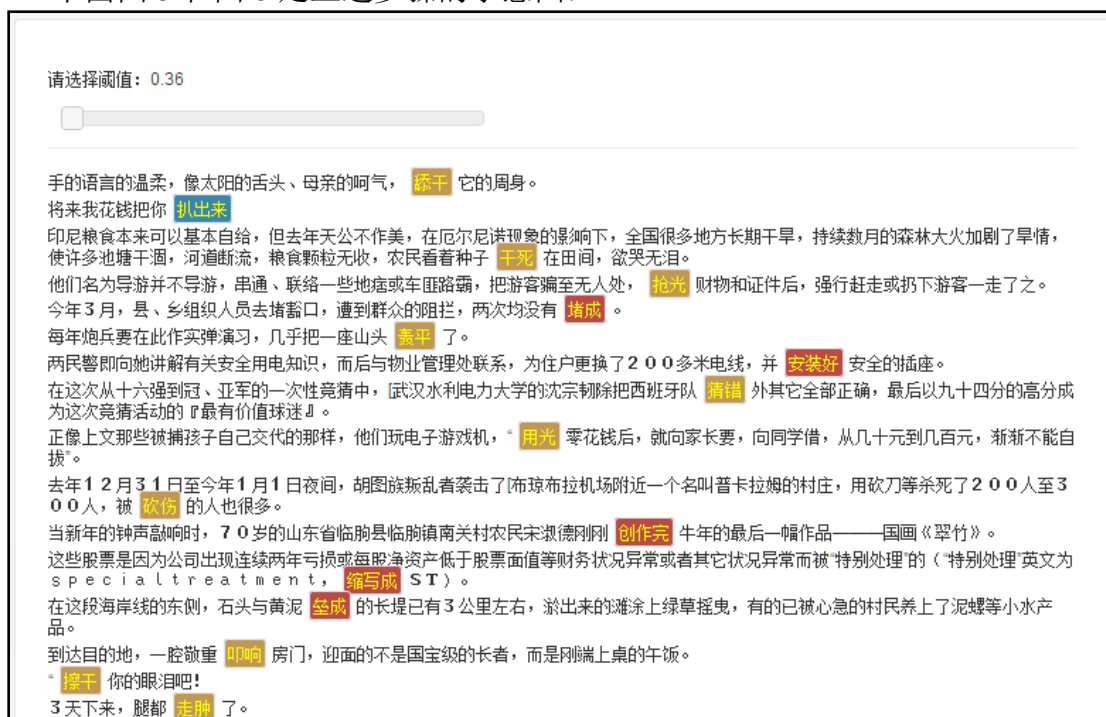 请选择阈值：0.36
手的语言的温柔，像太阳的舌头、母亲的呵气， 舔干 它的周身。
将来我花钱把你 扒出来
印尼粮食本来可以基本自给，但去年天公不作美，在厄尔尼诺现象的影响下，全国很多地方长期干旱，持续数月的森林大火加剧了旱情，
使许多池塘干涸，河道断流，粮食颗粒无收，农民看着种子 干死 在田间，欲哭无泪。
他们名为导游并不导游，串通、联络一些地痞或车匪路霸，把游客骗至无人处， 抢光 财物和证件后，强行赶走或扔下游客一走了之。
今年３月，县、乡组织人员去堵豁口，遭到群众的阻拦，两次均没有 堵成 。
每年炮兵要在此作实弹演习，几乎把一座山头 轰平 了。
两民警即向她讲解有关安全用电知识，而后与物业管理处联系，为住户更换了２００多米电线，并 安装好 安全的插座。
在这次从十六强到冠、亚军的一次性竞猜中，[武汉水利电力大学的沈宗韧除把西班牙队 猜错 外其它全部正确，最后以九十四分的高分成
为这次竞猜活动的『最有价值球迷』。
正像上文那些被捕孩子自己交代的那样，他们玩电子游戏机，“ 用光 零花钱后，就向家长要，向同学借，从几十元到几百元，渐渐不能自
拔”。
去年１２月３１日至今年１月１日夜间，胡图族叛乱者袭击了[布琼布拉机场附近一个名叫普卡拉姆的村庄，用砍刀等杀死了２００人至３
００人，被 砍伤 的人也很多。
当新年的钟声敲响时，７０岁的山东省临朐县临朐镇南关村农民宋淑德刚刚 创作完 牛年的最后一幅作品———国画《翠竹》。
这些股票是因为公司出现连续两年亏损或每股净资产低于股票面值等财务状况异常或者其它状况异常而被“特别处理”的（“特别处理”英文为
ｓｐｅｃｉａｌｔｒｅａｔｍｅｎｔ， 缩写成 ＳＴ）。
在这段海岸线的东侧，石头与黄泥 垒成 的长堤已有３公里左右，淤出来的滩涂上绿草摇曳，有的已被心急的村民养上了泥螺等小水产
品。
到达目的地，一腔敬重 叩响 房门，迎面的不是国宝级的长者，而是刚端上桌的午饭。
“ 擦干 你的眼泪吧！
３天下来，腿都 走肿 了。